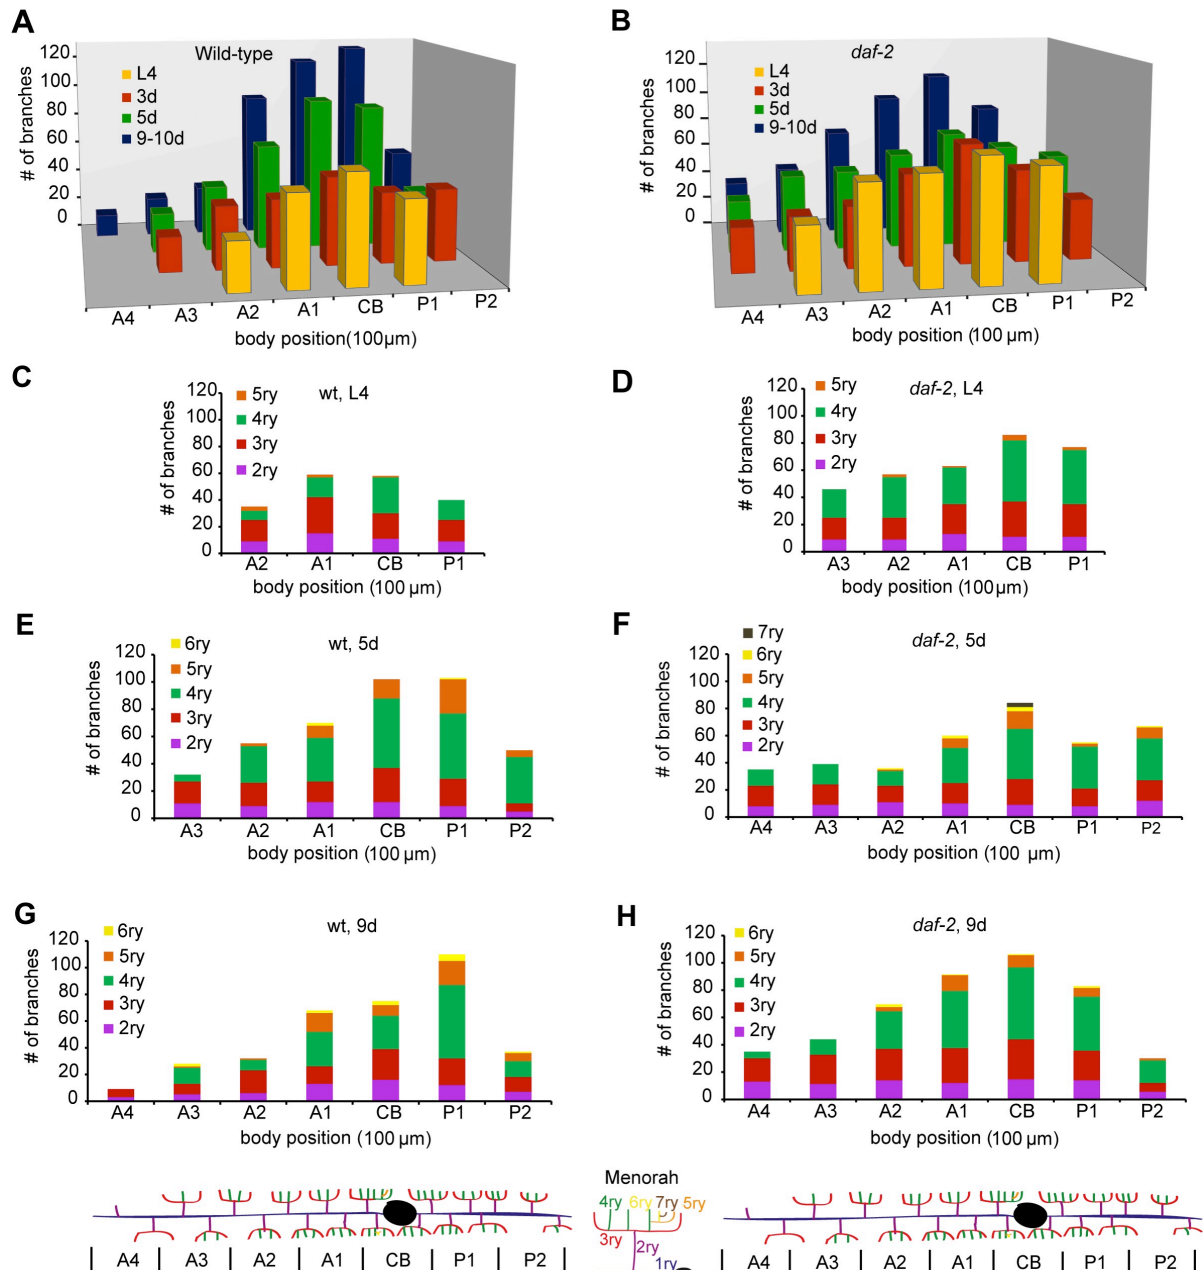 A
Wild-type
# of branches
120
100
80
60
40
20
0
L4
3d
5d
9-10d
A4 A3 A2 A1 CB P1 P2
body position(100µm)
B
daf-2
# of branches
120
100
80
60
40
20
0
L4
3d
5d
9-10d
A4 A3 A2 A1 CB P1 P2
body position (100µm)
C
wt, L4
# of branches
120
100
80
60
40
20
0
5ry
4ry
3ry
2ry
A2 A1 CB P1
body position (100 µm)
D
daf-2, L4
# of branches
120
100
80
60
40
20
0
5ry
4ry
3ry
2ry
A3 A2 A1 CB P1
body position (100 µm)
E
wt, 5d
# of branches
120
100
80
60
40
20
0
6ry
5ry
4ry
3ry
2ry
A3 A2 A1 CB P1 P2
body position (100 µm)
F
daf-2, 5d
# of branches
120
100
80
60
40
20
0
7ry
6ry
5ry
4ry
3ry
2ry
A4 A3 A2 A1 CB P1 P2
body position (100 µm)
G
wt, 9d
# of branches
120
100
80
60
40
20
0
6ry
5ry
4ry
3ry
2ry
A4 A3 A2 A1 CB P1 P2
body position (100 µm)
H
daf-2, 9d
# of branches
120
100
80
60
40
20
0
6ry
5ry
4ry
3ry
2ry
A4 A3 A2 A1 CB P1 P2
body position (100 µm)
A4 A3 A2 A1 CB P1 P2
Menorah
4ry 6ry 7ry 5ry
3ry
2ry
1ry
A4 A3 A2 A1 CB P1 P2